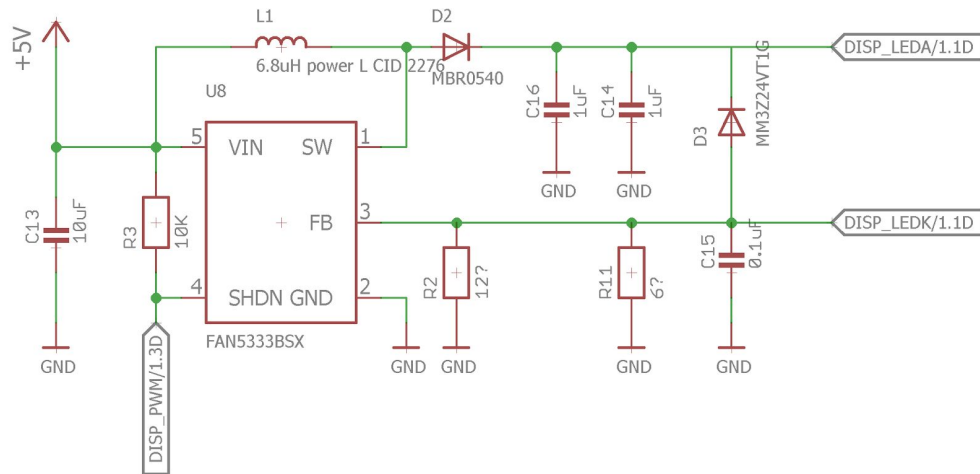 L1
D2
+5V
6.8uH power L CID 2276
MBR0540
DISP_LEDA/1.1D
U8
C16
1uF
C14
1uF
D3
MM3Z24VT1G
5
VIN
SW
1
GND
GND
C13
10uF
R3
10K
FB
3
DISP_LEDK/1.1D
R2
12?
R11
6?
C15
0.1uF
4
SHDN GND
2
FAN5333BSX
GND
GND
GND
GND
GND
DISP_PWM/1.3D